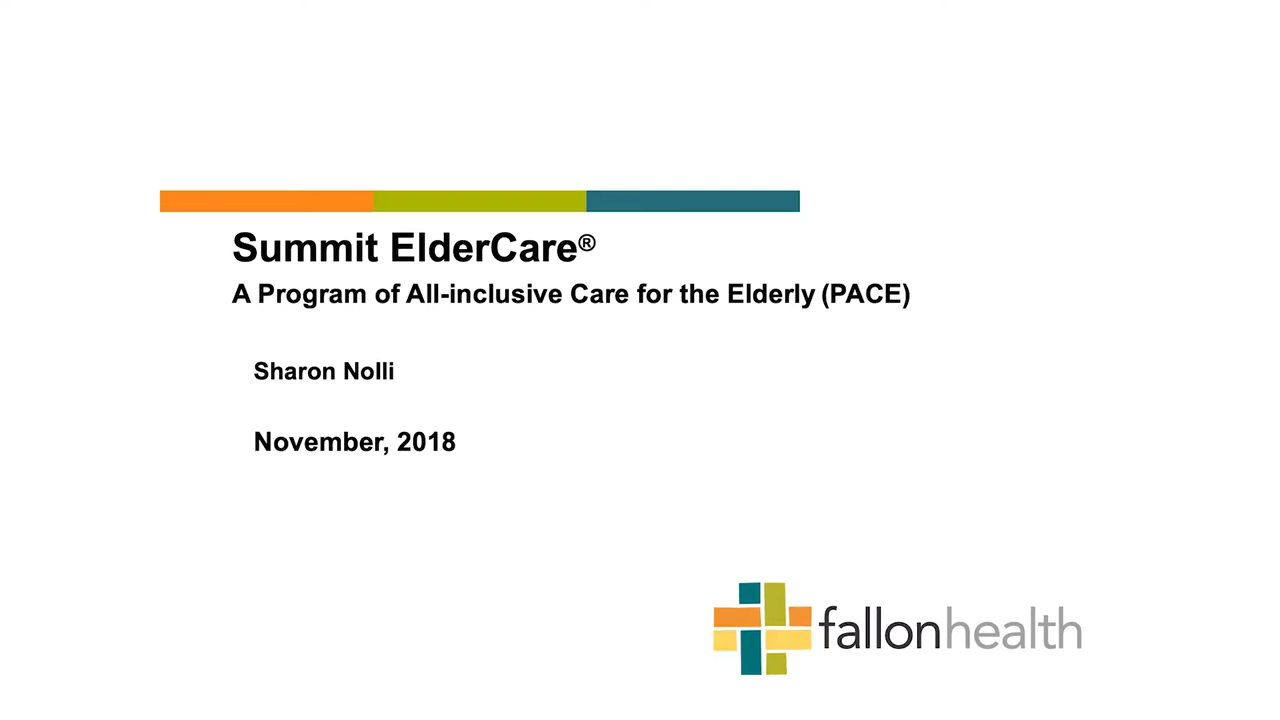 Summit ElderCare®
A Program of All-inclusive Care for the Elderly (PACE)
Sharon Nolli
November, 2018
fallonhealth